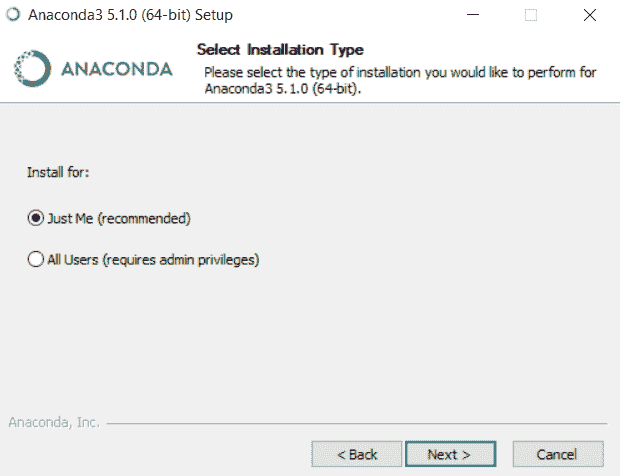 Anaconda3 5.1.0 (64-bit) Setup
ANACONDA
Select Installation Type
Please select the type of installation you would like to perform for
Anaconda3 5.1.0 (64-bit).
Install for:
Just Me (recommended)
All Users (requires admin privileges)
Anaconda, Inc.
< Back
Next >
Cancel